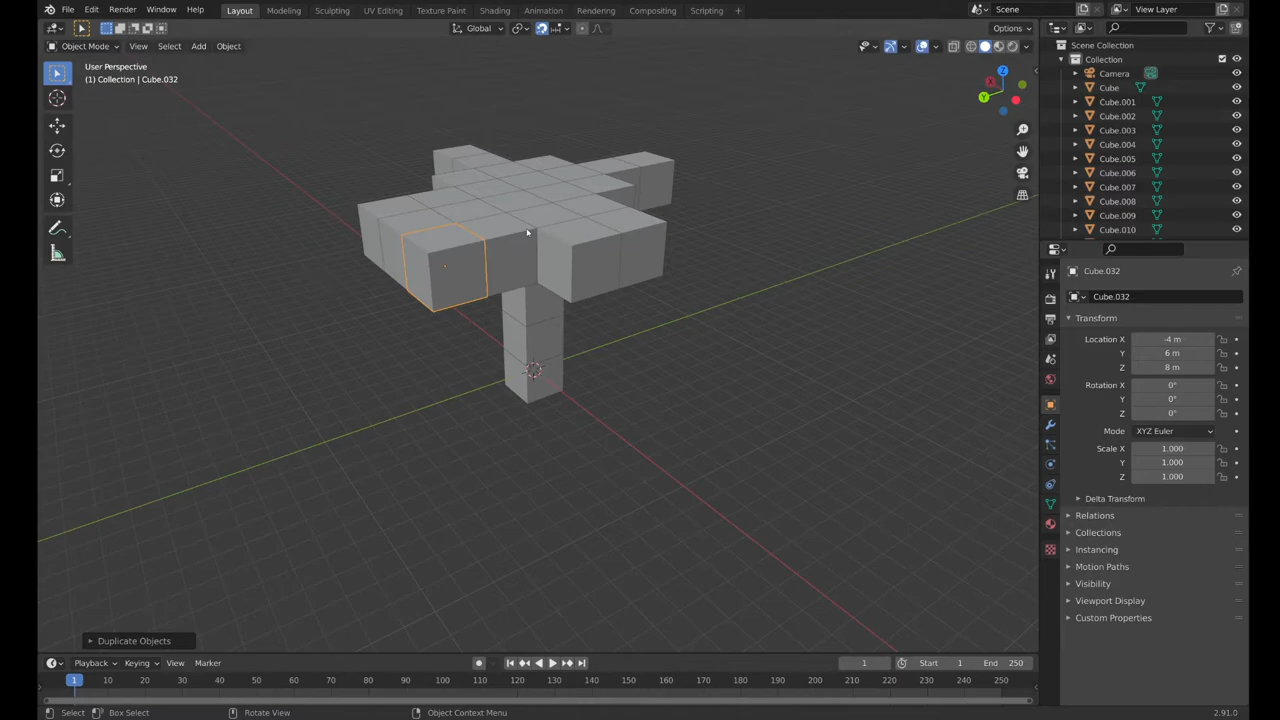 File Edit Render Window Help Layout Modeling Sculpting UV Editing Texture Paint Shading Animation Rendering Compositing Scripting Scene View Layer
Global Options
Object Mode View Select Add Object
User Perspective
(1) Collection | Cube.032
Z
Y
X
Scene Collection
Collection
Camera
Cube
Cube.001
Cube.002
Cube.003
Cube.004
Cube.005
Cube.006
Cube.007
Cube.008
Cube.009
Cube.010
Cube.032
Cube.032
Transform
Location X -4 m
Y 6 m
Z 8 m
Rotation X 0°
Y 0°
Z 0°
Mode XYZ Euler
Scale X 1.000
Y 1.000
Z 1.000
Delta Transform
Relations
Collections
Instancing
Motion Paths
Visibility
Viewport Display
Custom Properties
Duplicate Objects
Playback Keying View Marker 1 Start 1 End 250
1 10 20 30 40 50 60 70 80 90 100 110 120 130 140 150 160 170 180 190 200 210 220 230 240 250
Select Box Select Rotate View Object Context Menu 2.91.0